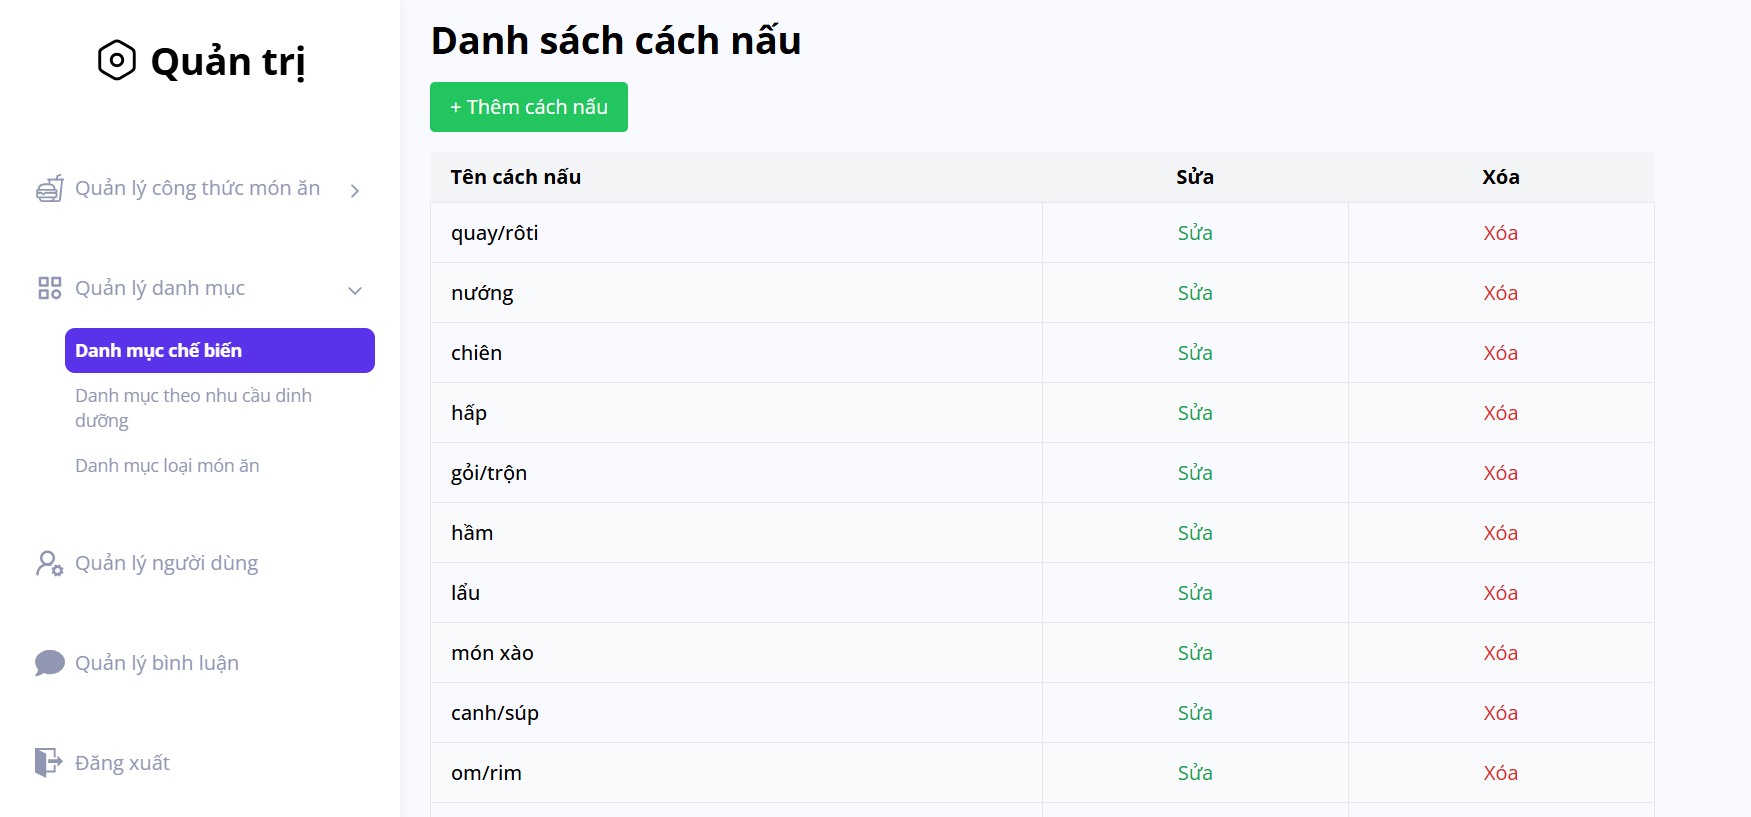 Quản trị
Quản lý công thức món ăn
Quản lý danh mục
Danh mục chế biến
Danh mục theo nhu cầu dinh
dưỡng
Danh mục loại món ăn
Quản lý người dùng
Quản lý bình luận
Đăng xuất
Danh sách cách nấu
+ Thêm cách nấu
Tên cách nấu Sửa Xóa
quay/rôti Sửa Xóa
nướng Sửa Xóa
chiên Sửa Xóa
hấp Sửa Xóa
gỏi/trộn Sửa Xóa
hầm Sửa Xóa
lẩu Sửa Xóa
món xào Sửa Xóa
canh/súp Sửa Xóa
om/rim Sửa Xóa